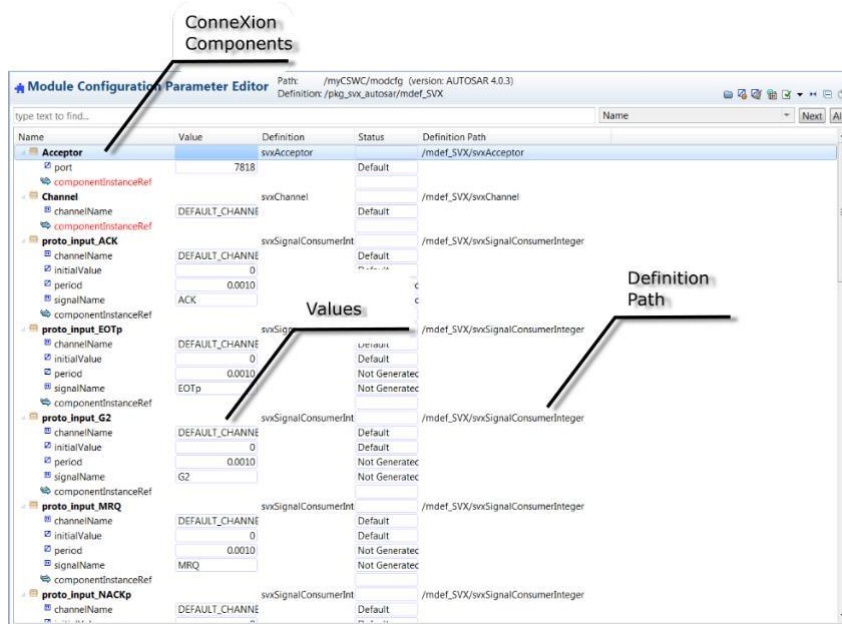 ConneXion
Components
Module Configuration Parameter Editor
Path: /myCSWC/modcfg (version: AUTOSAR 4.0.3)
Definition: /pkg_svx_autosar/mdef_SVX
type text to find... Name Next Al
Name Value Definition Status Definition Path
Acceptor svxAcceptor /mdef_SVX/svxAcceptor
port 7818 Default
componentInstanceRef
Channel svxChannel /mdef_SVX/svxChannel
channelName DEFAULT_CHANNE Default
componentInstanceRef
proto_input_ACK svxSignalConsumerInt /mdef_SVX/svxSignalConsumerInteger
channelName DEFAULT_CHANNE Default
initialValue 0
period 0.0010
signalName ACK
componentInstanceRef
Values
Definition
Path
proto_input_EOTp /mdef_SVX/svxSignalConsumerInteger
channelName DEFAULT_CHANNE Default
initialValue 0 Default
period 0.0010 Not Generated
signalName EOTp Not Generated
componentInstanceRef
proto_input_G2 svxSignalConsumerInt /mdef_SVX/svxSignalConsumerInteger
channelName DEFAULT_CHANNE Default
initialValue 0 Default
period 0.0010 Not Generated
signalName G2 Not Generated
componentInstanceRef
proto_input_MRQ svxSignalConsumerInt /mdef_SVX/svxSignalConsumerInteger
channelName DEFAULT_CHANNE Default
initialValue 0 Default
period 0.0010 Not Generated
signalName MRQ Not Generated
componentInstanceRef
proto_input_NACKp svxSignalConsumerInt /mdef_SVX/svxSignalConsumerInteger
channelName DEFAULT_CHANNE Default